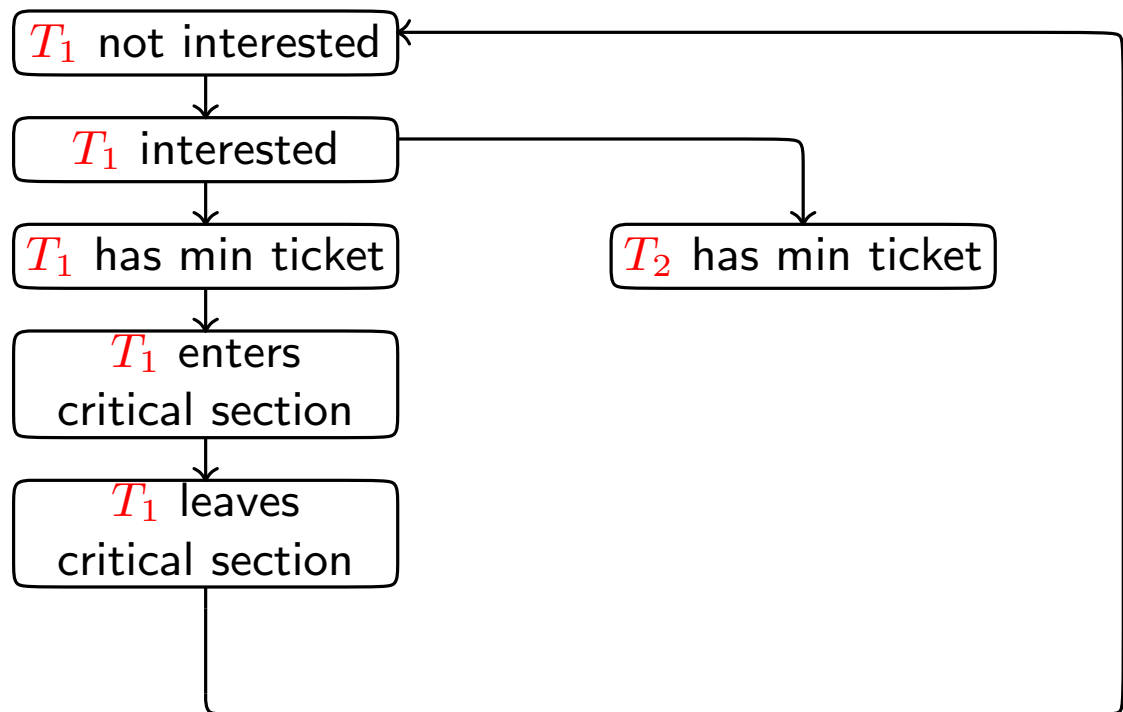 T₁ not interested
T₁ interested
T₁ has min ticket
T₂ has min ticket
T₁ enters
critical section
T₁ leaves
critical section